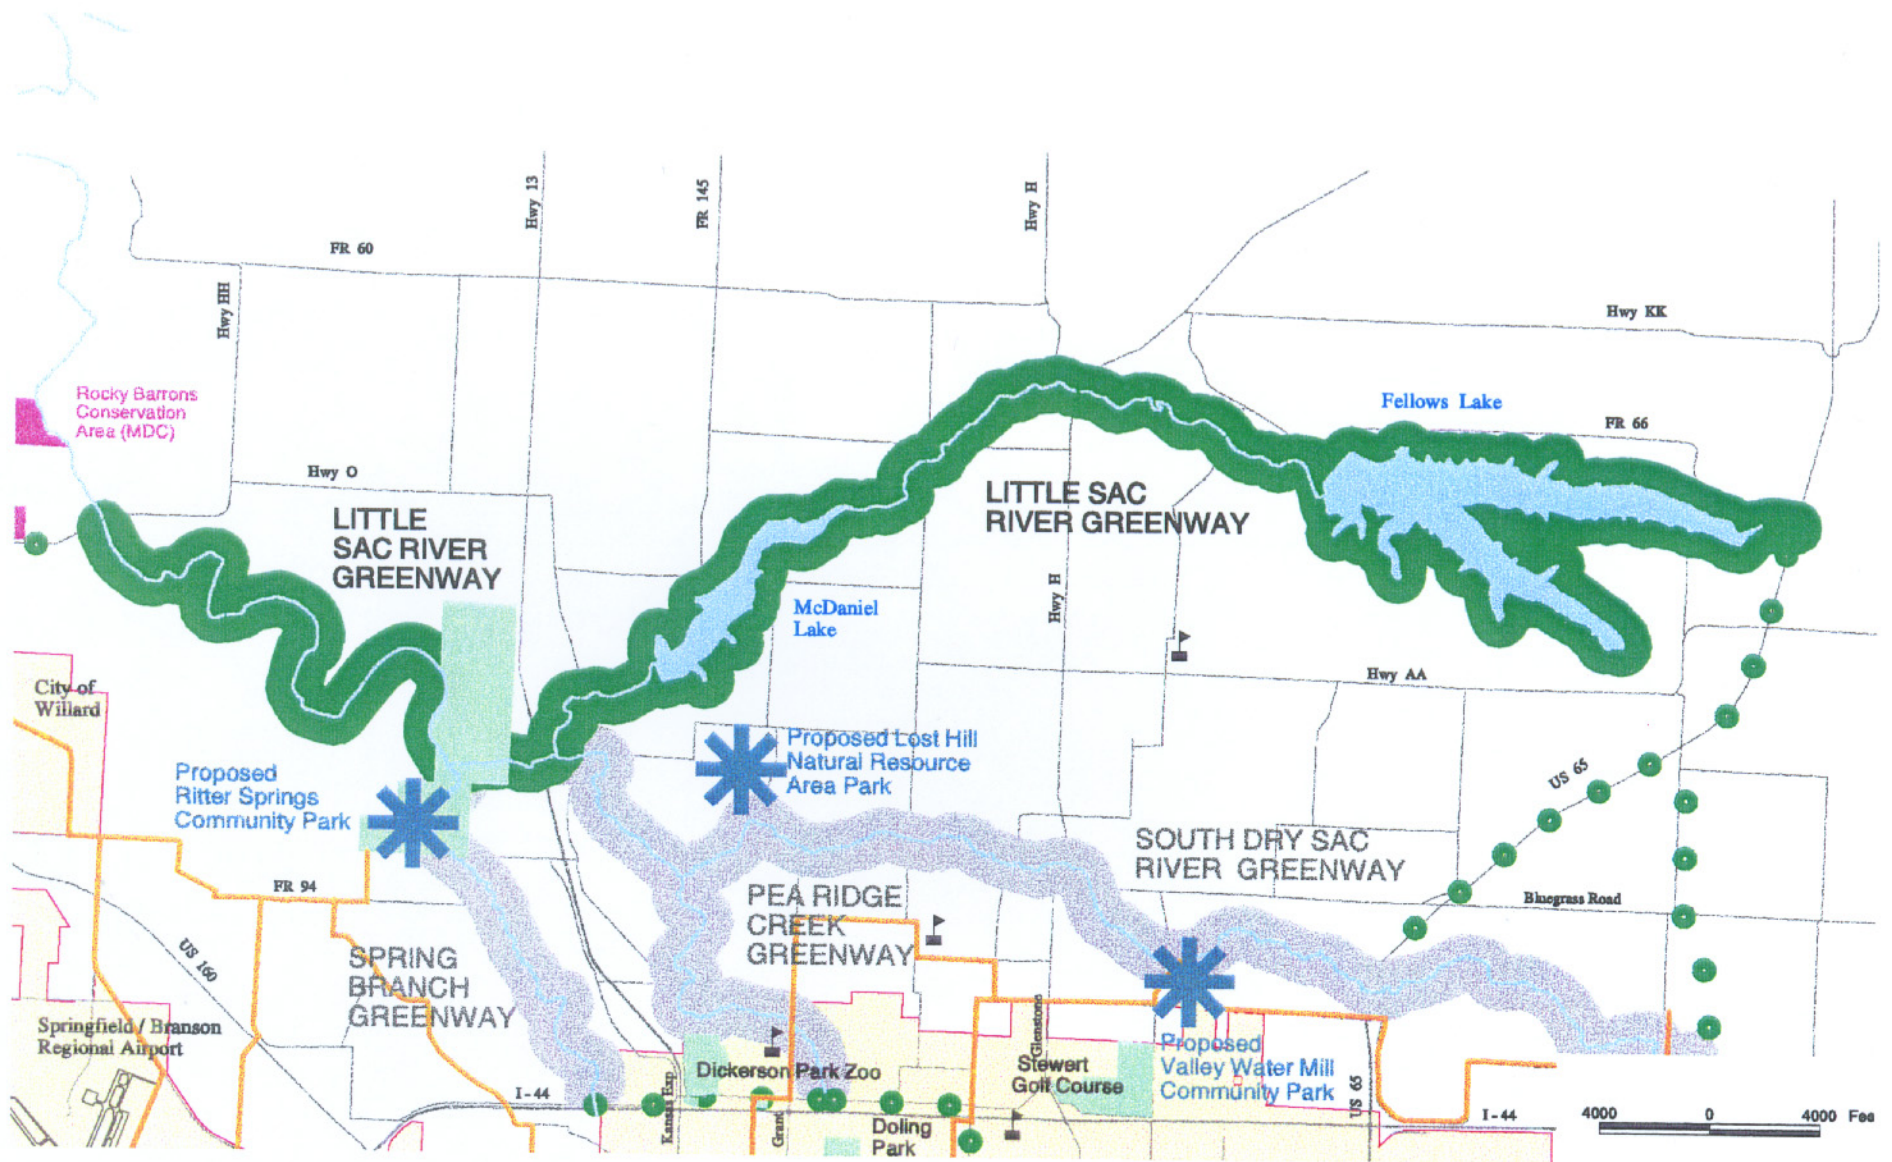 Hwy 13
FR 145
Hwy H
FR 60
Hwy HH
Hwy KK
Rocky Barrons
Conservation
Area (MDC)
Fellows Lake
FR 66
Hwy O
LITTLE SAC
RIVER GREENWAY
LITTLE
SAC RIVER
GREENWAY
McDaniel
Lake
Hwy H
Hwy AA
City of
Willard
Proposed Lost Hill
Natural Resource
Area Park
Proposed
Ritter Springs
Community Park
US 65
SOUTH DRY SAC
RIVER GREENWAY
FR 94
PEA RIDGE
CREEK
GREENWAY
Bluegrass Road
US 160
SPRING
BRANCH
GREENWAY
Springfield / Branson
Regional Airport
Glenstone
Proposed
Valley Water Mill
Community Park
Dickerson Park Zoo
Stewert
Golf Course
I-44
Kansas Exp
Grant
Doling
Park
US 65
I-44
4000 0 4000 Fee